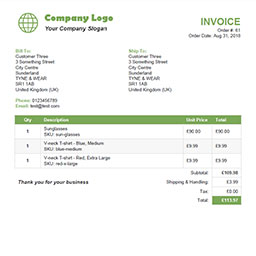 Company Logo
Your Company Slogan
INVOICE
Order #: 61
Order Date: Aug 31, 2018
Bill To:
Customer Three
3 Something Street
City Centre
Sunderland
TYNE & WEAR
SR1 1AB
United Kingdom (UK)
Ship To:
Customer Three
3 Something Street
City Centre
Sunderland
TYNE & WEAR
SR1 1AB
United Kingdom (UK)
Phone: 0123456789
Email: test@test.com
Qty Description Unit Price Total
1 Sunglasses £90.00 £90.00
SKU: sunglasses
1 V-neck T-shirt - Blue, Medium £9.99 £9.99
SKU: blue-medium
1 V-neck T-shirt - Red, Extra Large £9.99 £9.99
SKU: red-x-large
Thank you for your business
Subtotal: £109.98
Shipping & Handling: £3.99
Tax: £0.00
Total: £113.97